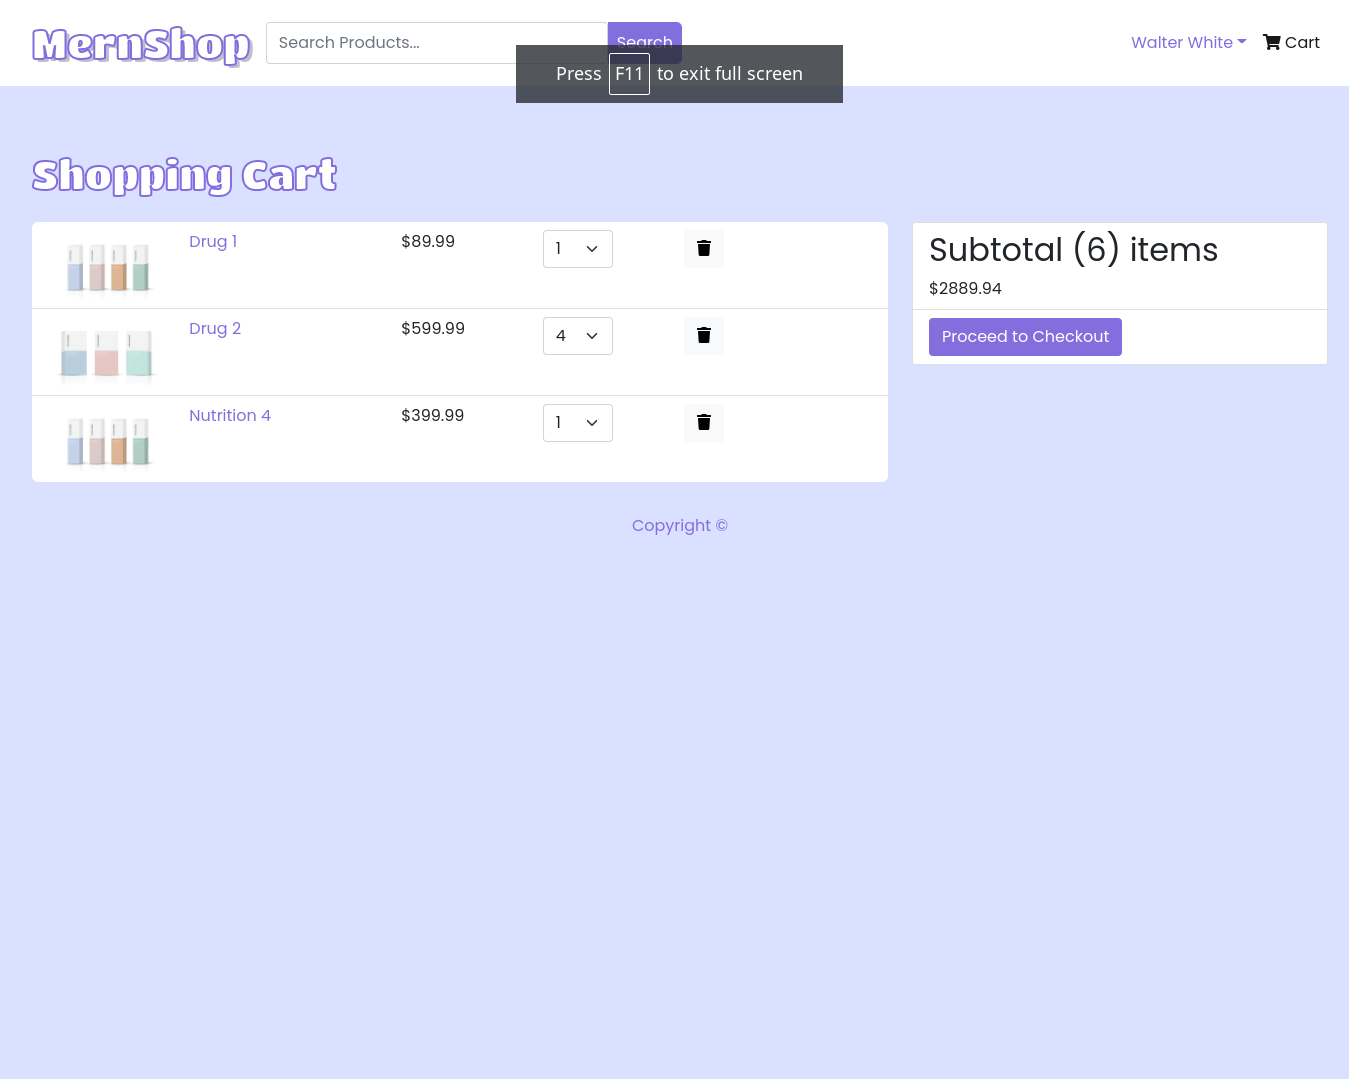 MernShop
Search Products...
Search
Walter White
Cart
Press F11 to exit full screen
Shopping Cart
Drug 1
$89.99
1
Drug 2
$599.99
4
Nutrition 4
$399.99
1
Subtotal (6) items
$2889.94
Proceed to Checkout
Copyright ©